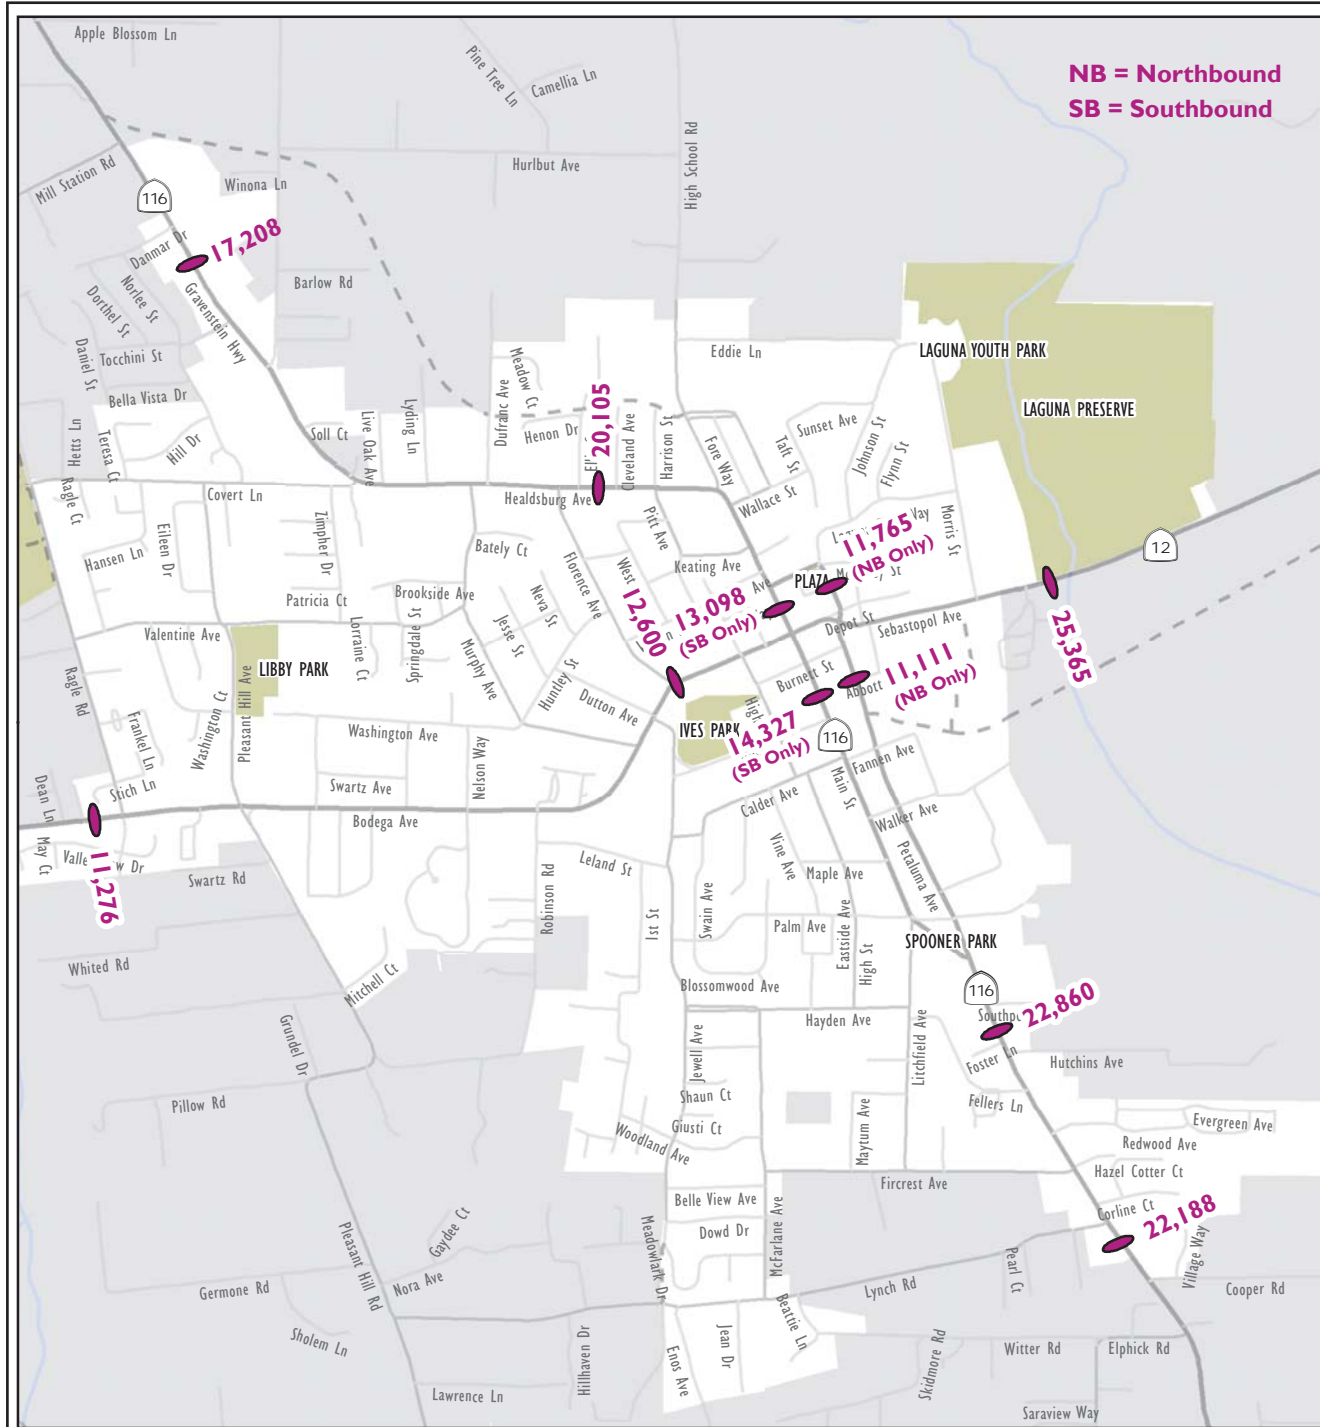 Apple Blossom Ln
Pine Tree Ln
Camellia Ln
NB = Northbound
SB = Southbound
Mill Station Rd
116
Winona Ln
Hurlbut Ave
High School Rd
Danmar Dr
17,208
Norlee St
Dorthel St
Gravenstein Hwy
Barlow Rd
Daniel St
Tocchini St
Bella Vista Dr
Eddie Ln
LAGUNA YOUTH PARK
LAGUNA PRESERVE
Hetts Ln
Teresa Ct
Hill Dr
Soll Ct
Live Oak Ave
Lyding Ln
Dufranc Ave
Meadow Ct
Henon Dr
20,105
Cleveland Ave
Harrison St
Fore Way
Taft St
Sunset Ave
Johnson St
Flynn St
Ragle Ct
Covert Ln
Healdsburg Ave
Wallace St
Morris St
12
Hansen Ln
Eileen Dr
Zimpher Dr
Bately Ct
Florence Ave
West
Pitt Ave
Keating Ave
Ave
PLAZA
11,765
(NB Only)
Way
St
Patricia Ct
Brookside Ave
Neva St
Jesse St
12,600
13,098
(SB Only)
Depot St
Sebastopol Ave
25,365
Valentine Ave
Lorraine Ct
Springdale St
Murphy Ave
Huntley St
Dutton Ave
LIBBY PARK
Ragle Rd
Pleasant Hill Ave
Washington Ct
Washington Ave
IVES PARK
High
Burnett St
Abbott
11,111
(NB Only)
14,327
(SB Only)
116
Frankel Ln
Stich Ln
Dean Ln
May Ct
Swartz Ave
Nelson Way
Bodega Ave
Calder Ave
Main St
Fannen Ave
Walker Ave
Petaluma Ave
11,276
Swartz Rd
Leland St
Vine Ave
Maple Ave
Robinson Rd
1st St
Swain Ave
Palm Ave
Eastside Ave
High St
SPOONER PARK
Whited Rd
Mitchell Ct
Blossomwood Ave
116
22,860
Grundel Dr
Hayden Ave
Litchfield Ave
Foster Ln
Hutchins Ave
Jewell Ave
Pillow Rd
Shaun Ct
Giusti Ct
Woodland Ave
Maytum Ave
Fellers Ln
Evergreen Ave
Redwood Ave
Hazel Cotter Ct
Fircrest Ave
Corline Ct
22,188
Village Way
Belle View Ave
Dowd Dr
Meadowlark Dr
McFarlane Ave
Pleasant Hill Rd
Gaydee Ct
Nora Ave
Germone Rd
Sholem Ln
Lynch Rd
Pearl Ct
Cooper Rd
Beattie Ln
Jean Dr
Enos Ave
Hillhaven Dr
Lawrence Ln
Skidmore Rd
Witter Rd
Elphick Rd
Saraview Way